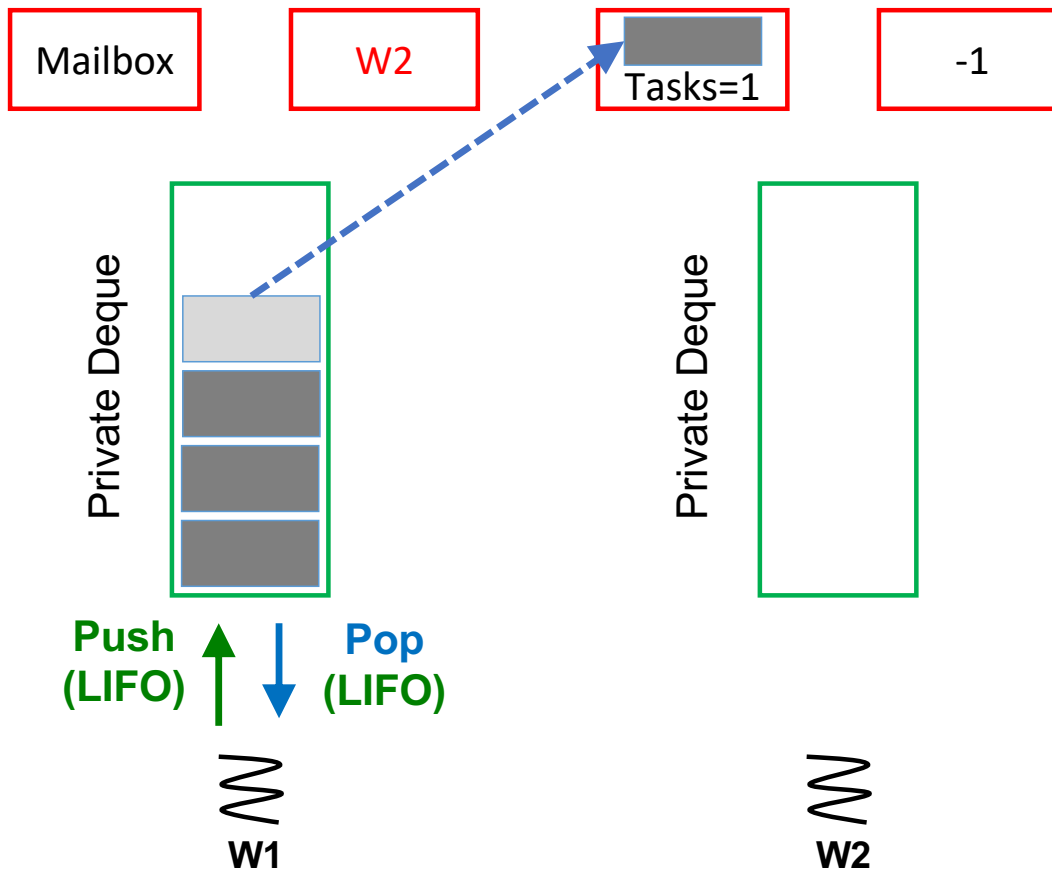 Mailbox
W2
Tasks=1
-1
Private Deque
Private Deque
Push
(LIFO)
Pop
(LIFO)
W1
W2